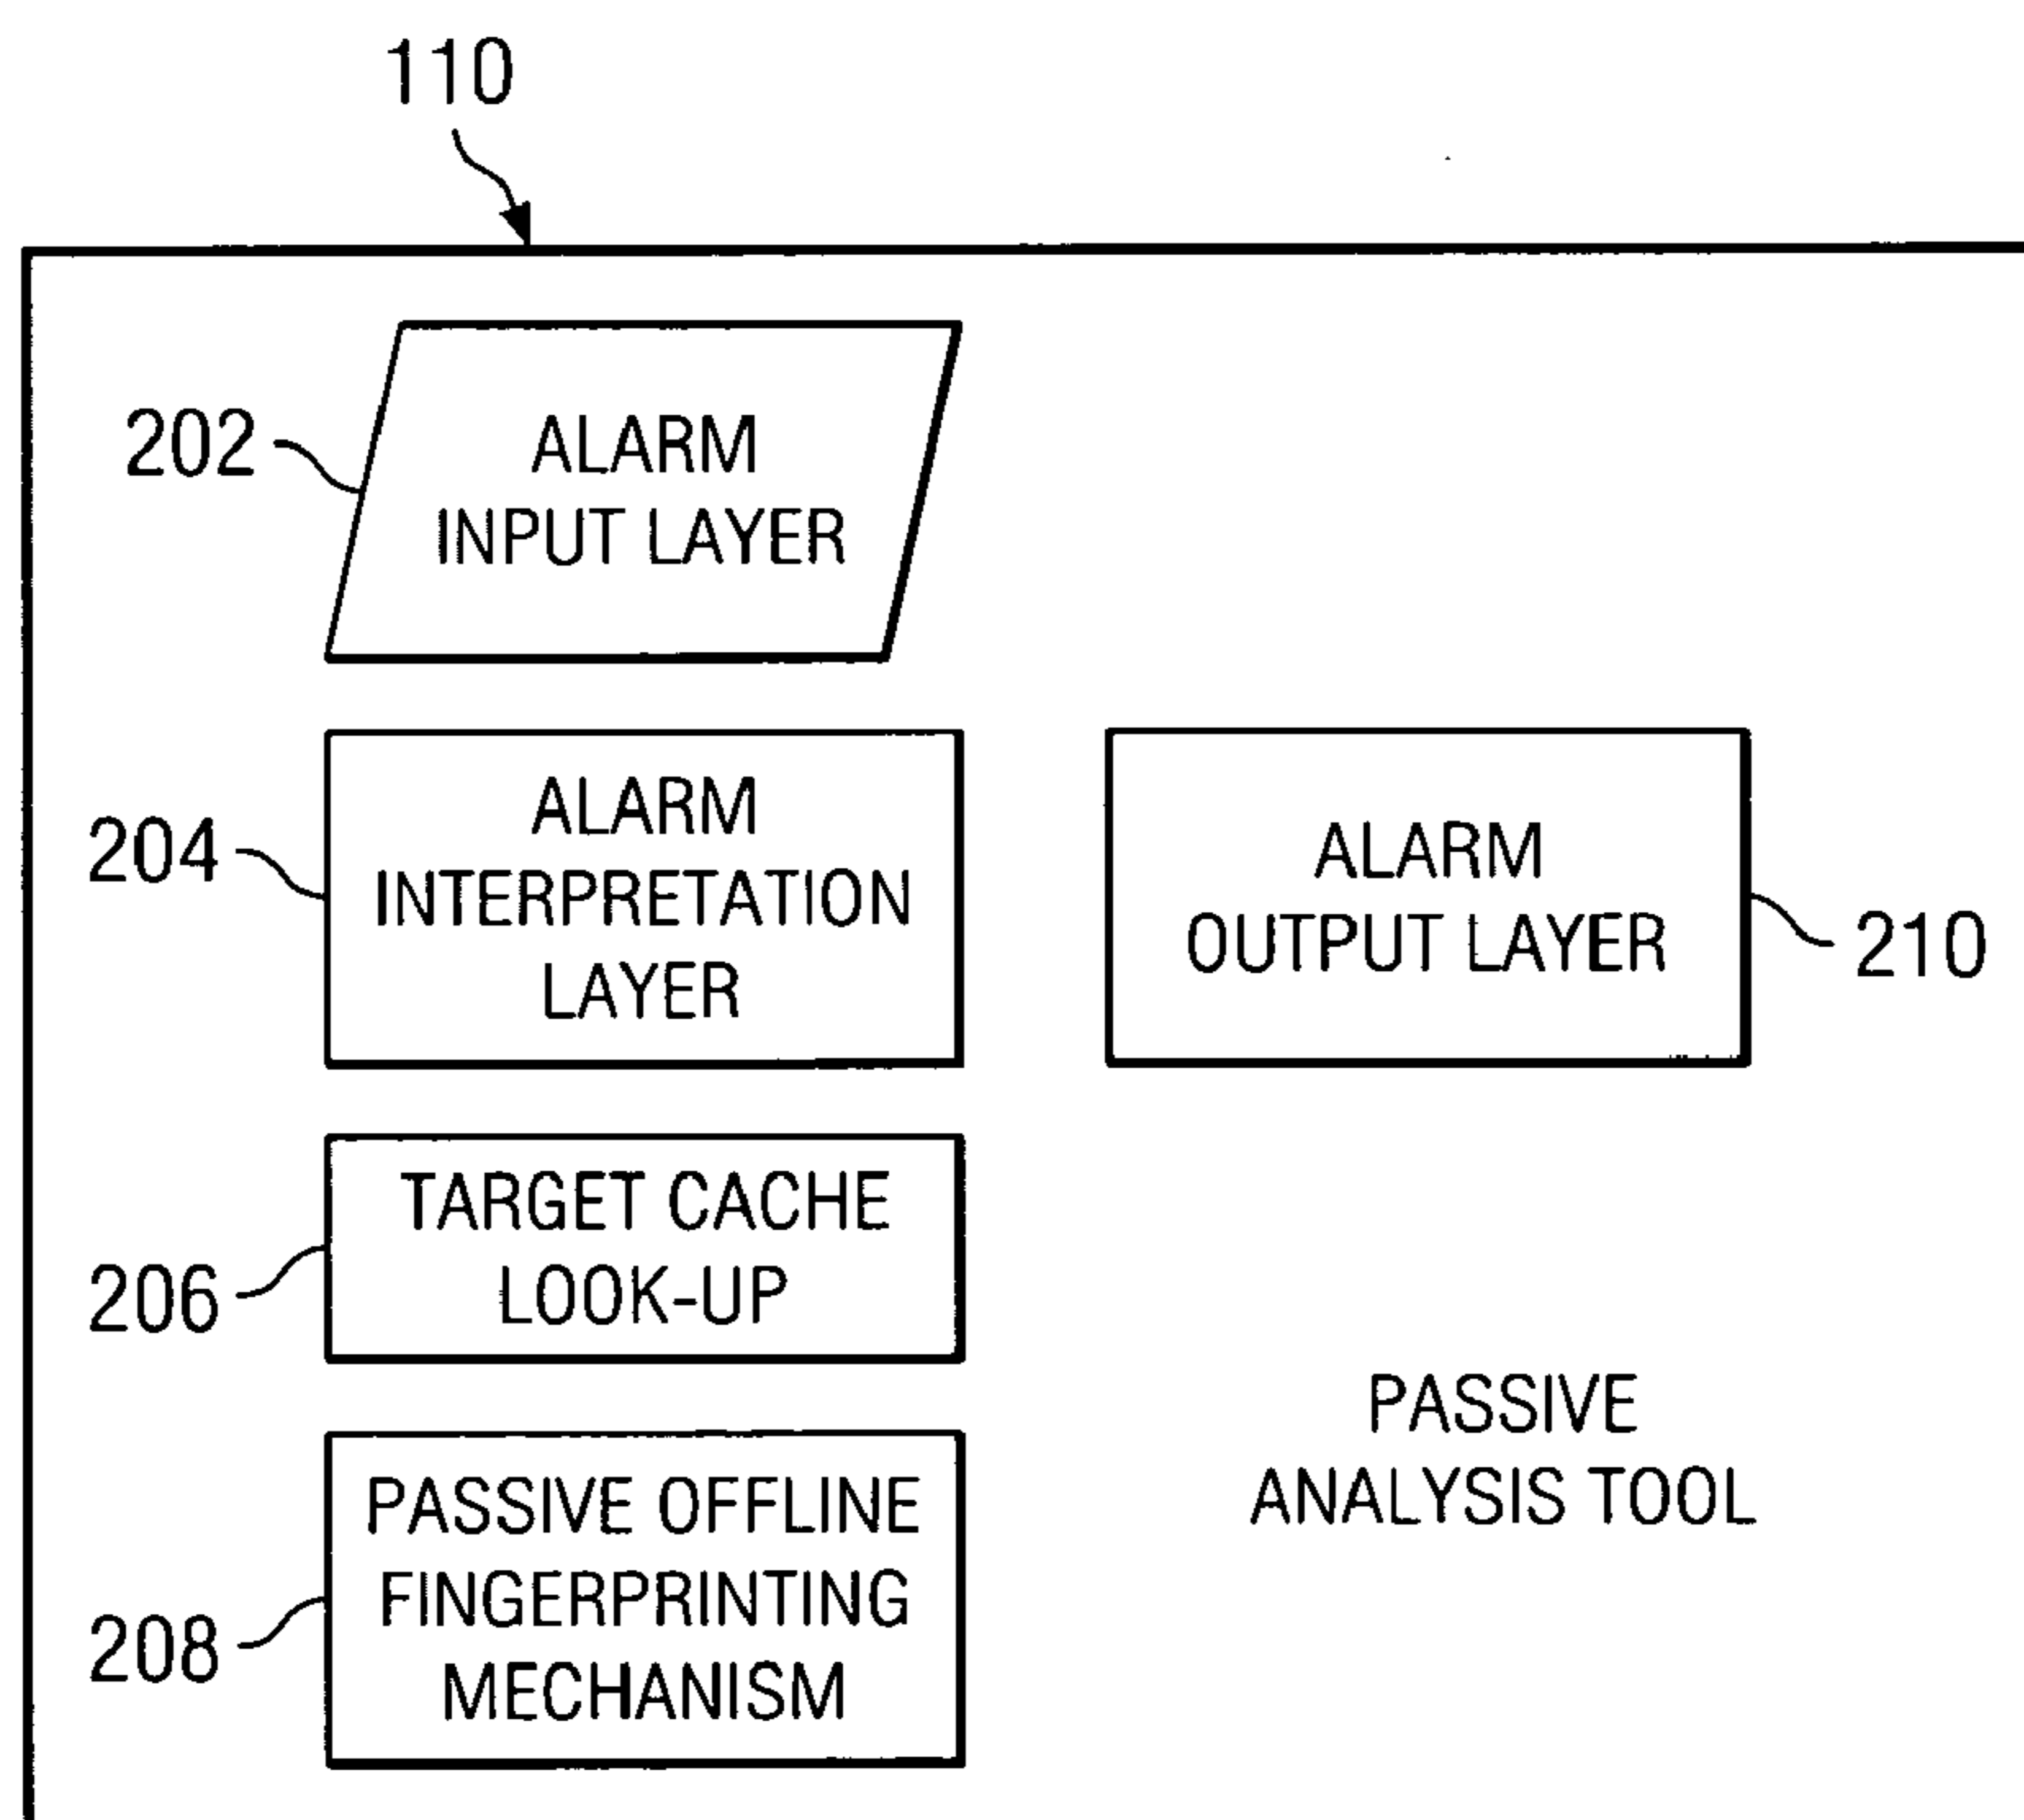 110
202
ALARM
INPUT LAYER
204
ALARM
INTERPRETATION
LAYER
ALARM
OUTPUT LAYER
210
206
TARGET CACHE
LOOK-UP
208
PASSIVE OFFLINE
FINGERPRINTING
MECHANISM
PASSIVE
ANALYSIS TOOL